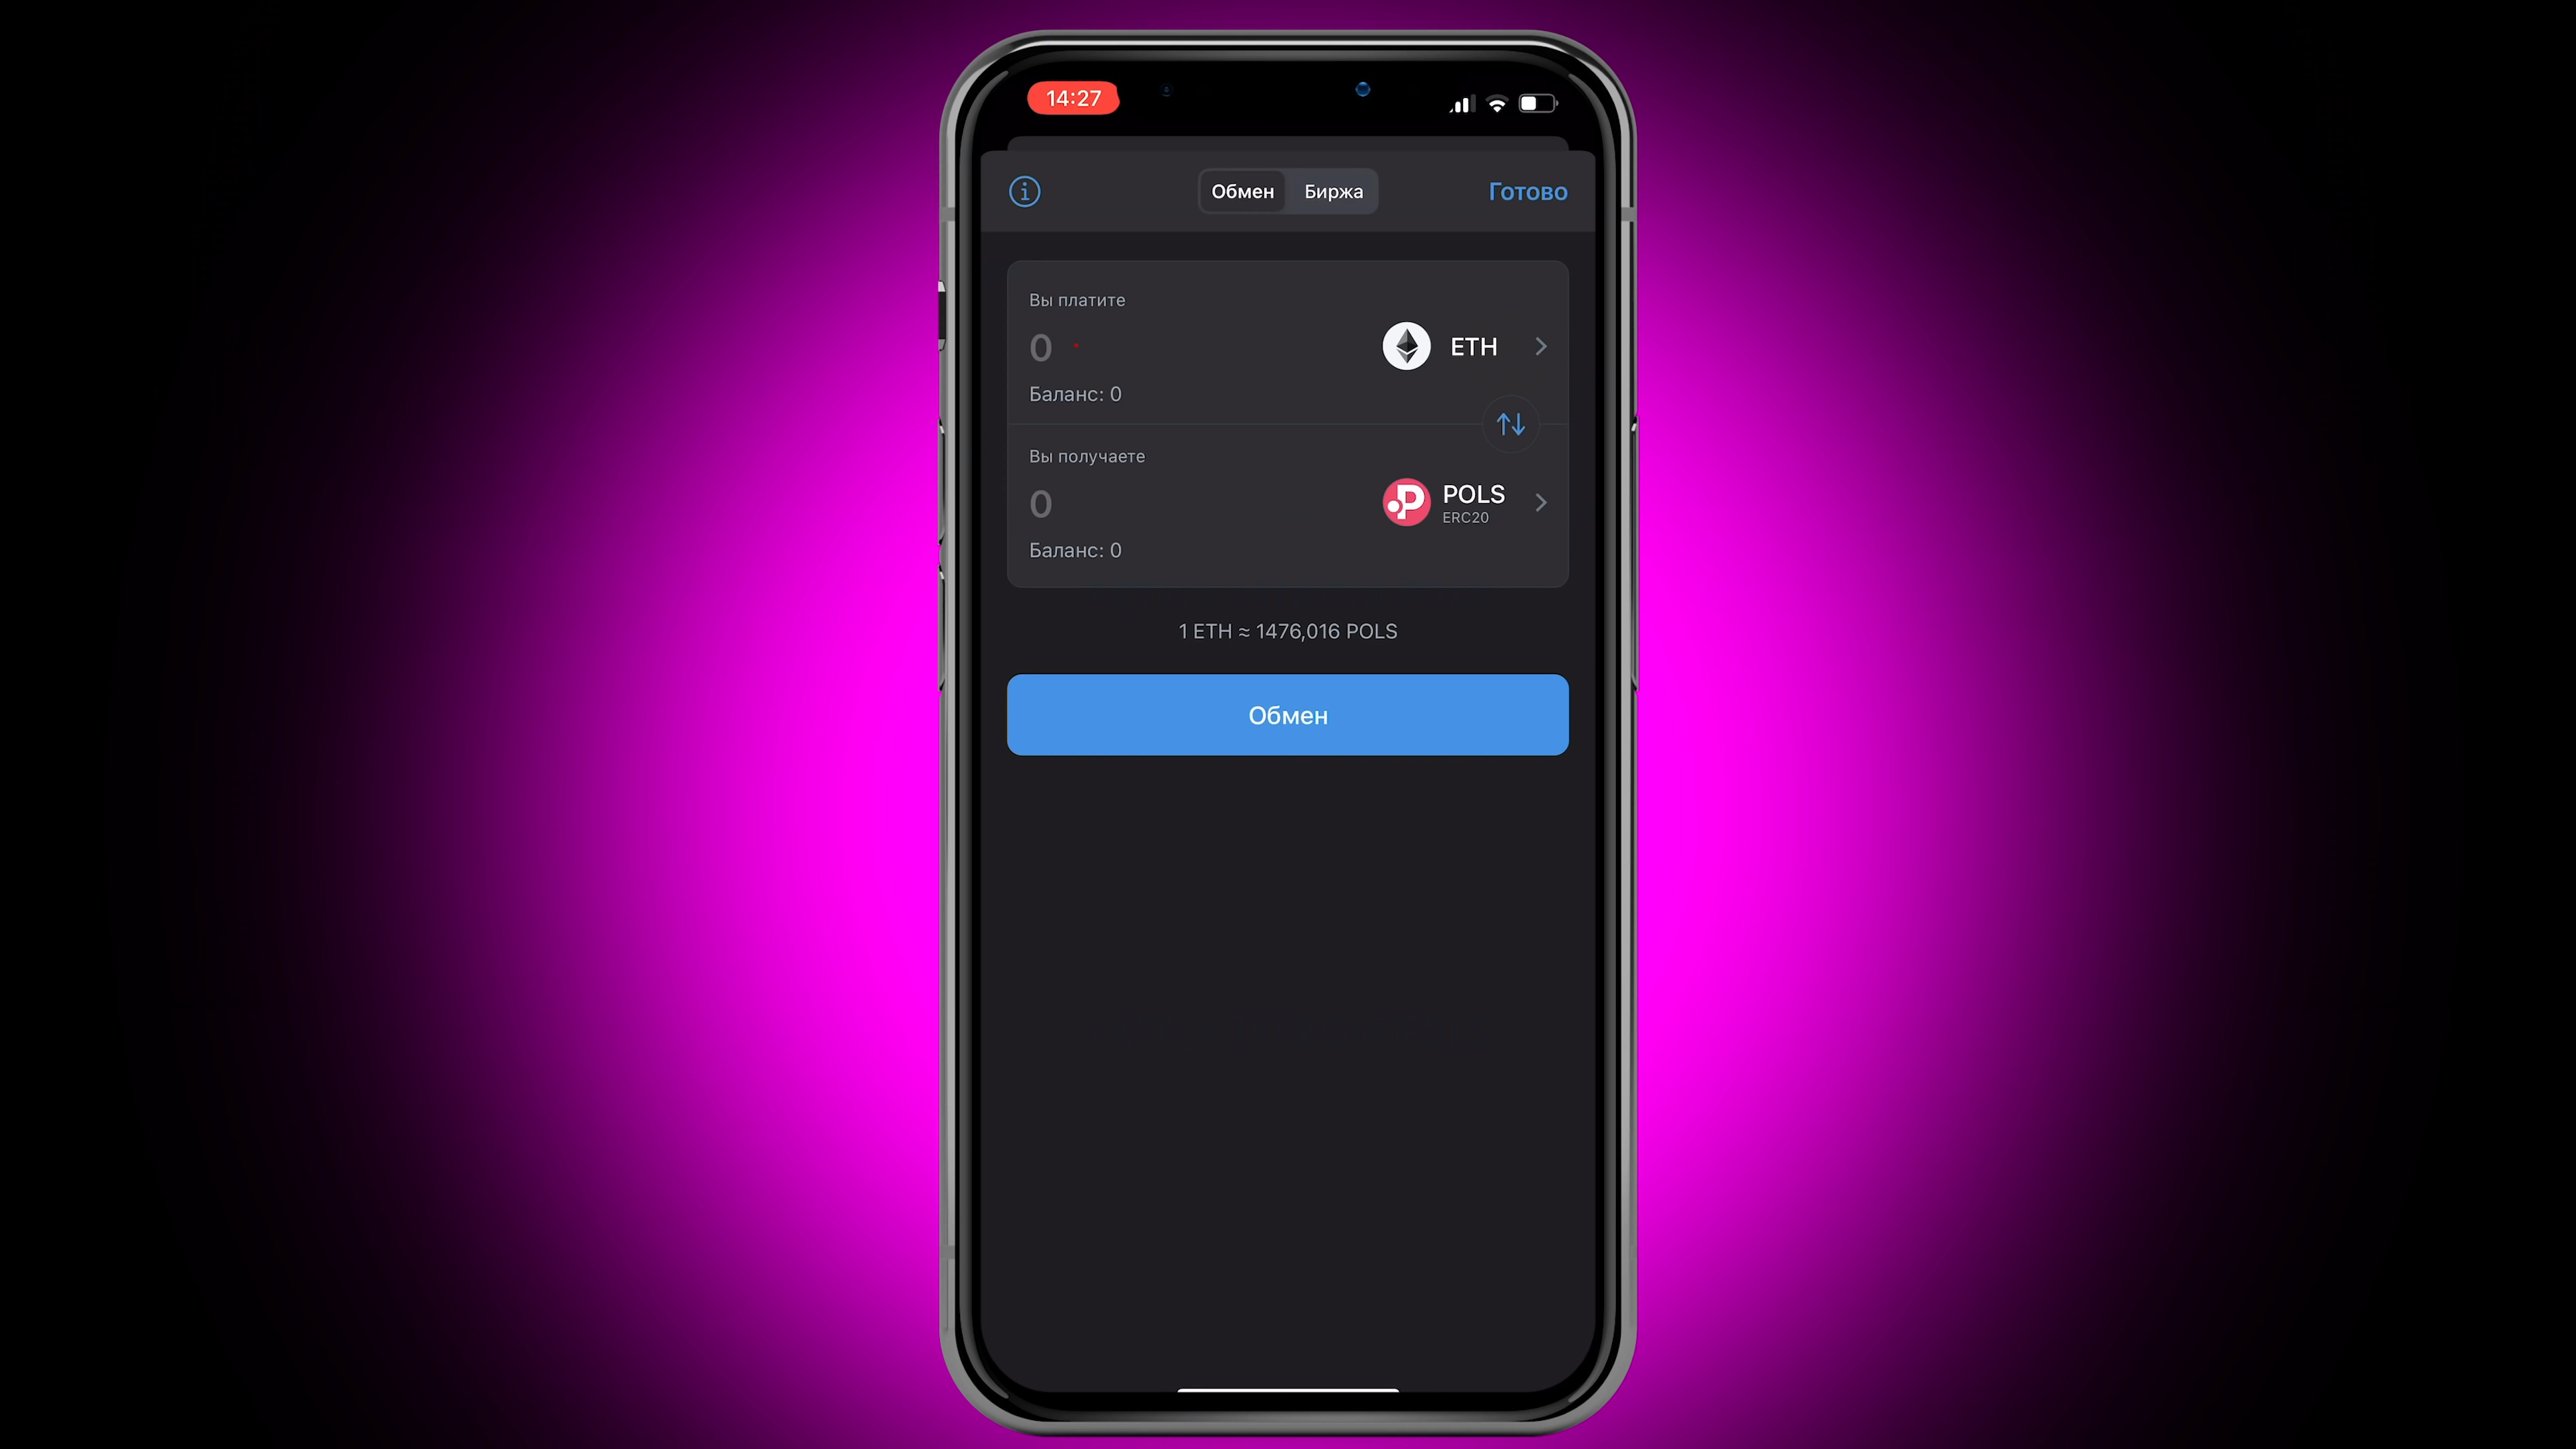 14:27
Обмен
Биржа
Готово
Вы платите
0
ETH
Баланс: 0
Вы получаете
0
POLS
ERC20
Баланс: 0
1 ETH ≈ 1476,016 POLS
Обмен